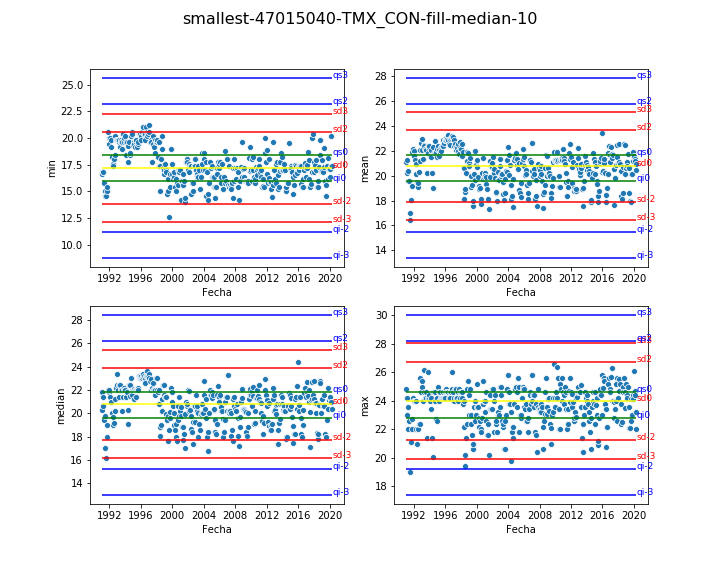 smallest-47015040-TMX_CON-fill-median-10
25.0
22.5
20.0
17.5
15.0
12.5
10.0
min
qs3
qs2
sd3
sd2
qs0
sd0
qi0
sd-2
sd-3
qi-2
qi-3
1992 1996 2000 2004 2008 2012 2016 2020
Fecha
28
26
24
22
20
18
16
14
mean
qs3
qs2
sd3
sd2
qs0
sd0
qi0
sd-2
sd-3
qi-2
qi-3
1992 1996 2000 2004 2008 2012 2016 2020
Fecha
28
26
24
22
20
18
16
14
median
qs3
qs2
sd3
sd2
qs0
sd0
qi0
sd-2
sd-3
qi-2
qi-3
1992 1996 2000 2004 2008 2012 2016 2020
Fecha
30
28
26
24
22
20
18
max
qs3
qs2
sd2
qs0
sd0
qi0
sd-2
sd-3
qi-2
qi-3
1992 1996 2000 2004 2008 2012 2016 2020
Fecha